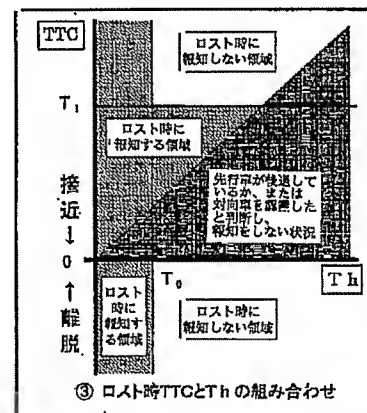 TTC
ロスト時に
報知しない領域
T₁
ロスト時に
報知する領域
先行車が後退して
いるか、または
対向車を認識した
と判断し、
報知をしない状況
接近
↓
0
↑
離脱
T₀
Th
ロスト
時に
報知す
る領域
ロスト時に
報知しない領域
③ ロスト時TTCとThの組み合わせ